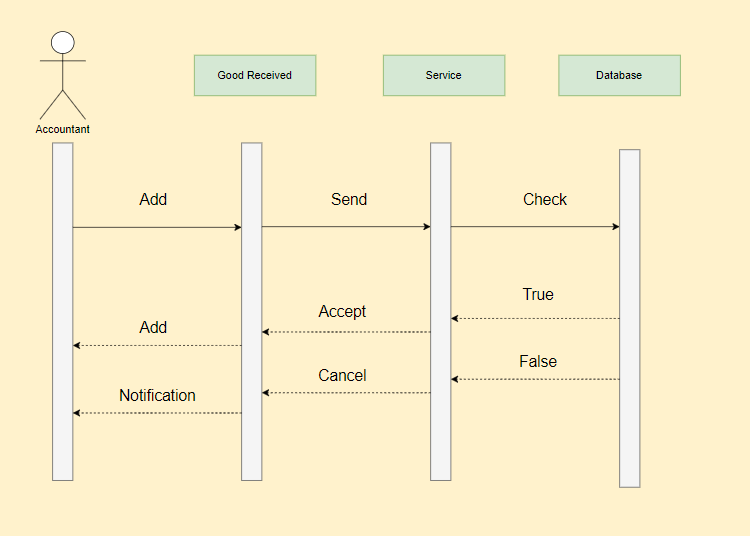 Good Received
Service
Database
Accountant
Add
Send
Check
True
Accept
Add
False
Cancel
Notification